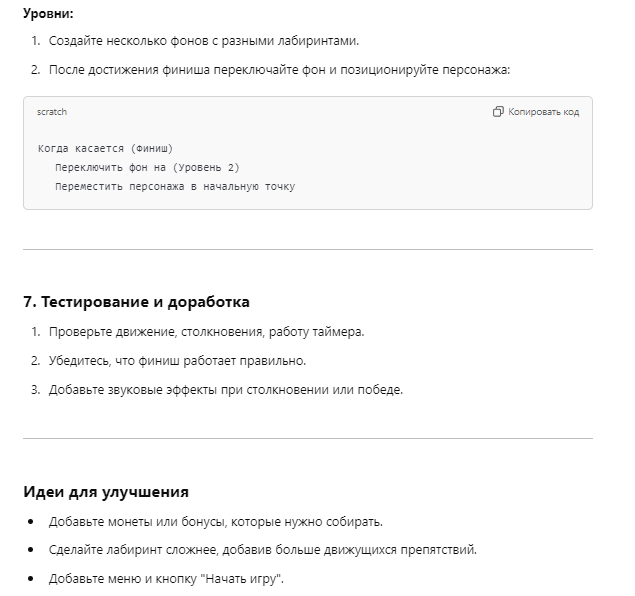 Уровни:
1. Создайте несколько фонов с разными лабиринтами.
2. После достижения финиша переключайте фон и позиционируйте персонажа:
scratch
Копировать код
Когда касается (Финиш)
Переключить фон на (Уровень 2)
Переместить персонажа в начальную точку
7. Тестирование и доработка
1. Проверьте движение, столкновения, работу таймера.
2. Убедитесь, что финиш работает правильно.
3. Добавьте звуковые эффекты при столкновении или победе.
Идеи для улучшения
• Добавьте монеты или бонусы, которые нужно собирать.
• Сделайте лабиринт сложнее, добавив больше движущихся препятствий.
• Добавьте меню и кнопку "Начать игру".